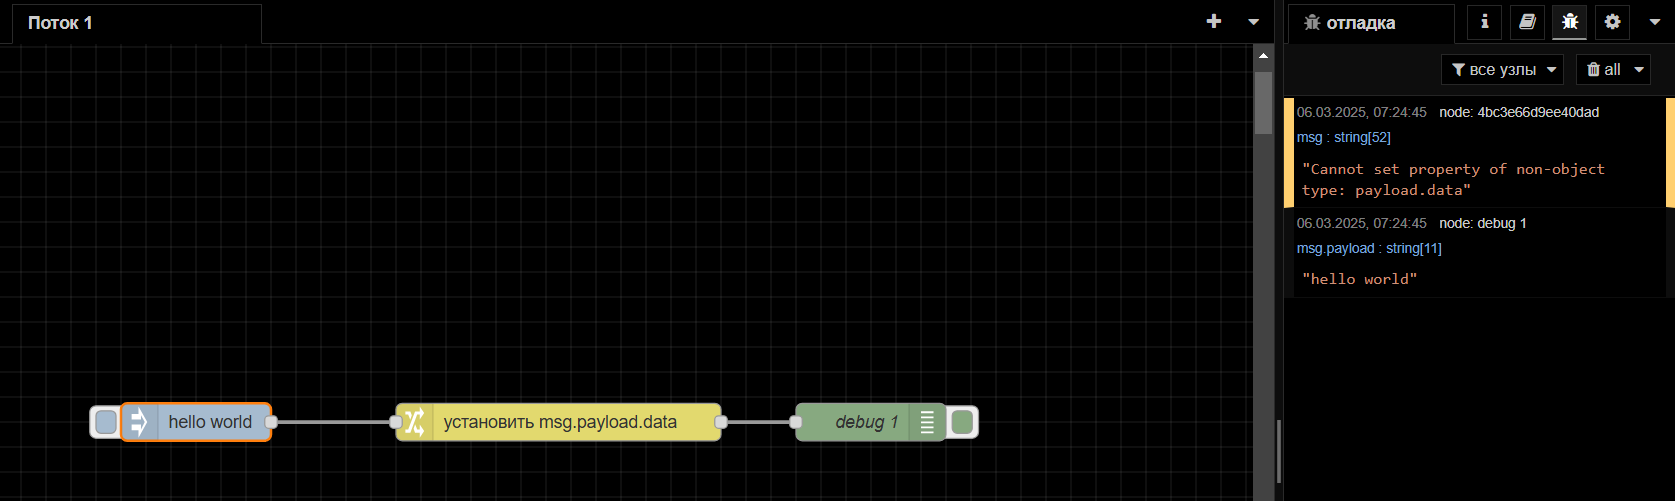 Поток 1
отладка
все узлы
all
06.03.2025, 07:24:45 node: 4bc3e66d9ee40dad
msg : string[52]
"Cannot set property of non-object
type: payload.data"
06.03.2025, 07:24:45 node: debug 1
msg.payload : string[11]
"hello world"
hello world
установить msg.payload.data
debug 1